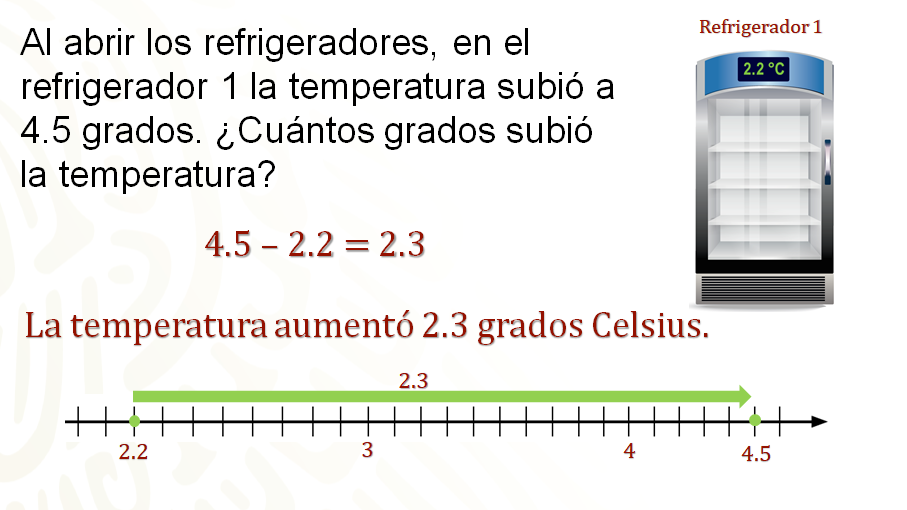 Al abrir los refrigeradores, en el
refrigerador 1 la temperatura subió a
4.5 grados. ¿Cuántos grados subió
la temperatura?
Refrigerador 1
2.2 °C
4.5 – 2.2 = 2.3
La temperatura aumentó 2.3 grados Celsius.
2.3
2.2 3 4 4.5